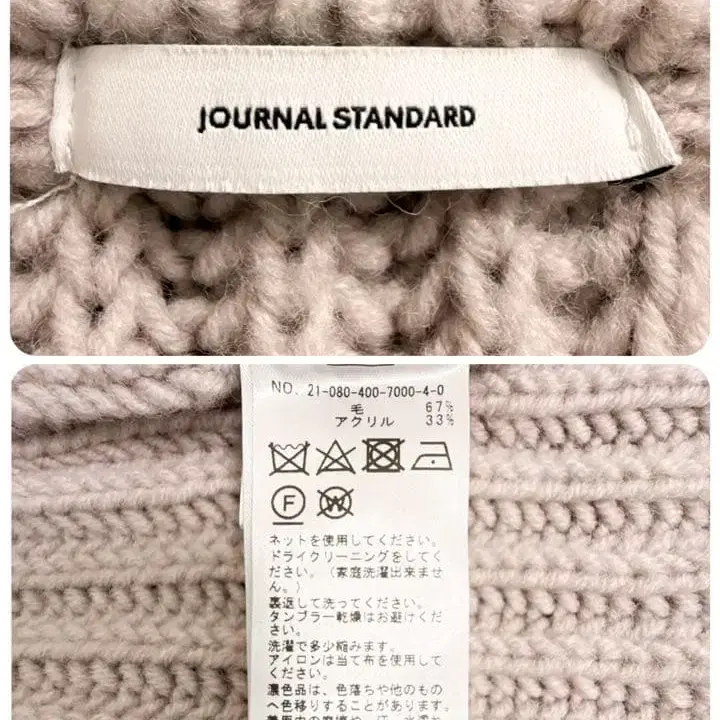 JOURNAL STANDARD
NO. 21-080-400-7000-4-0
毛 67%
アクリル 33%
F W
ネットを使用してください。
ドライクリーニングをしてく
ださい。(家庭洗濯出来ませ
ん。)
裏返して洗ってください。
タンブラー乾燥はお避けくだ
さい。
洗濯で多少縮みます。
アイロンは当て布を使用して
ください。
濃色品は、色落ちや他のもの
へ色移りすることがあります。